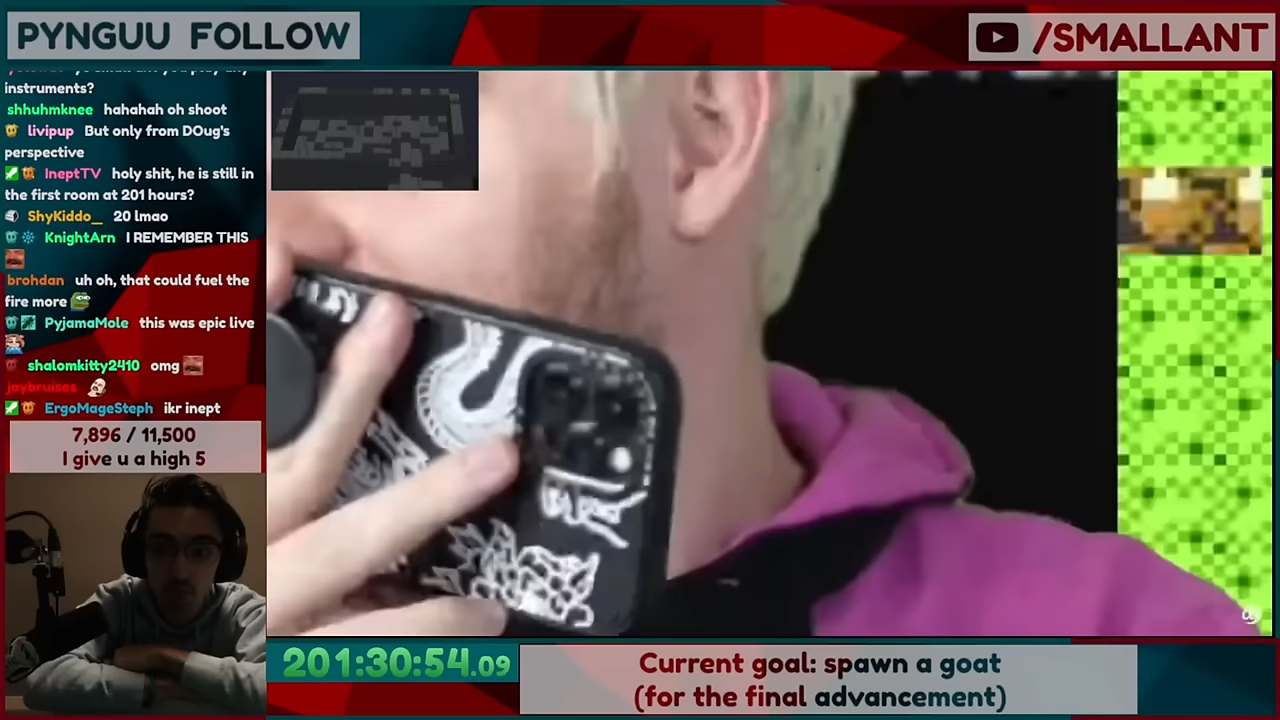 PYNGUU FOLLOW
/SMALLANT
instruments?
shhuhmknee hahahah oh shoot
livipup But only from DOug's
perspective
IneptTV holy shit, he is still in
the first room at 201 hours?
ShyKiddo_ 20 lmao
KnightArn I REMEMBER THIS
brohdan uh oh, that could fuel the
fire more
PyjamaMole this was epic live
shalomkitty2410 omg
jaybruises
ErgoMageSteph ikr inept
7,896 / 11,500
I give u a high 5
201:30:54.09
Current goal: spawn a goat
(for the final advancement)